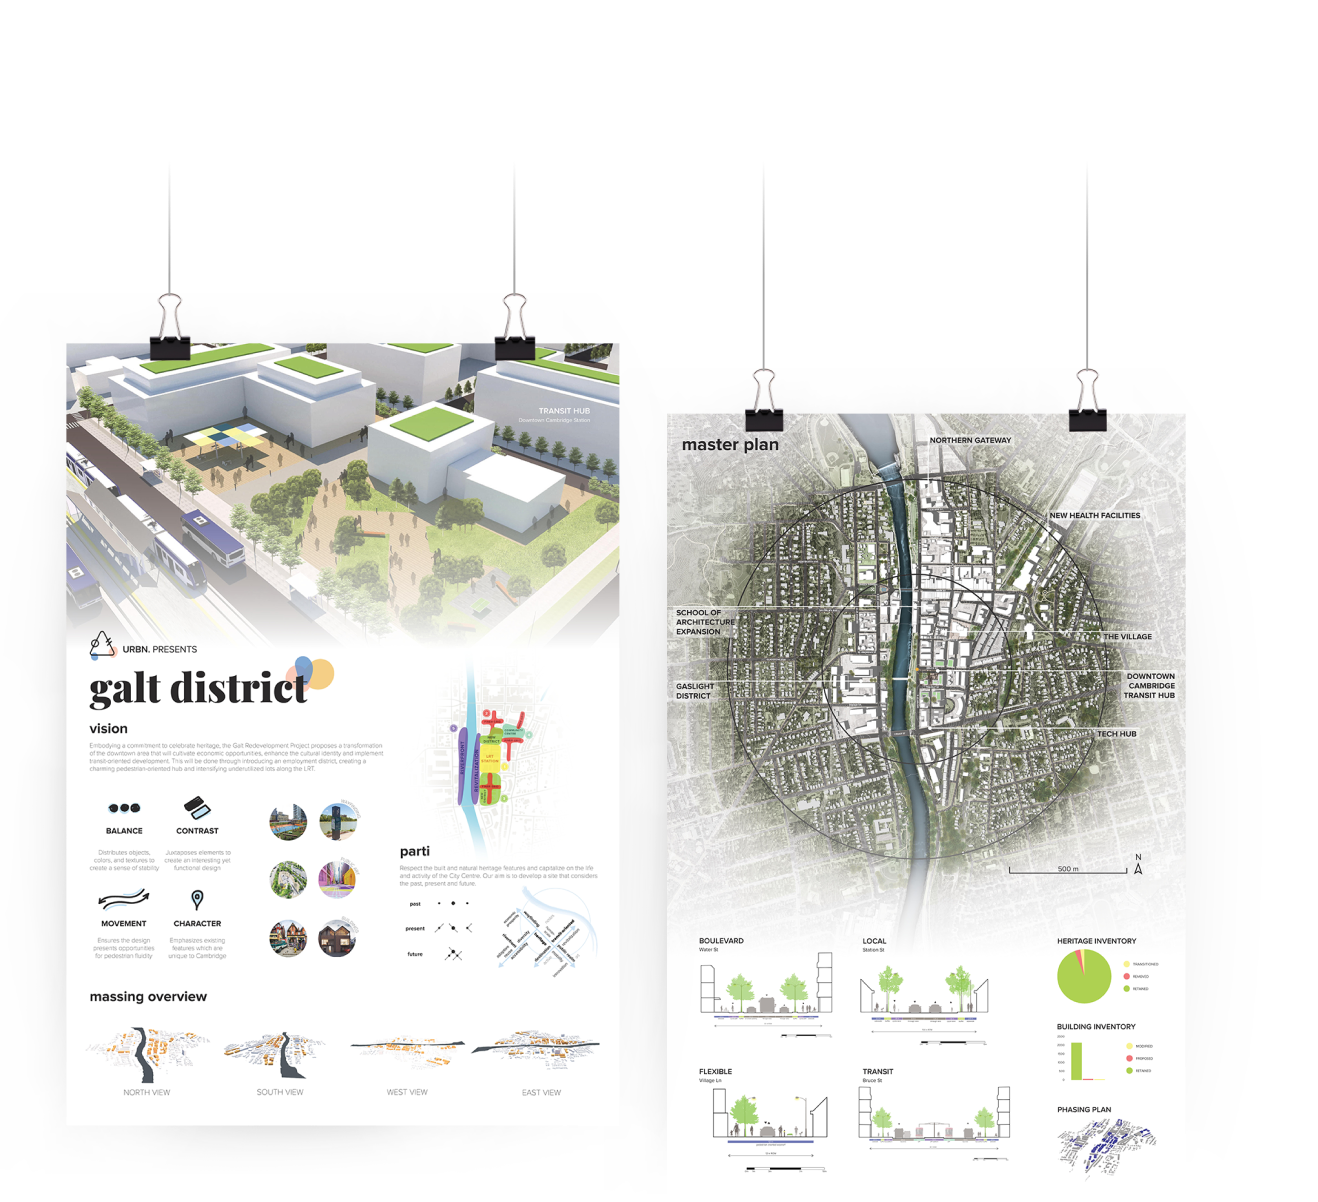 TRANSIT HUB
Downtown Cambridge Station
URBN. PRESENTS
galt district
vision
Embodying a commitment to celebrate heritage, the Galt Redevelopment Project proposes a transformation
of the downtown area that will cultivate economic opportunities, enhance the cultural identity and implement
transit-oriented development. This will be done through introducing an employment district, creating a
charming pedestrian-oriented hub and intensifying underutilized lots along the LRT.
BALANCE
Distributes objects,
colors, and textures to
create a sense of stability
CONTRAST
Juxtaposes elements to
create an interesting yet
functional design
MOVEMENT
Ensures the design
presents opportunities
for pedestrian fluidity
CHARACTER
Emphasizes existing
features which are
unique to Cambridge
LRT
STATION
parti
Respect the built and natural heritage features and capitalize on the life
and activity of the City Centre. Our aim is to develop a site that considers
the past, present and future.
past
present
future
massing overview
NORTH VIEW
SOUTH VIEW
WEST VIEW
EAST VIEW
master plan
NORTHERN GATEWAY
NEW HEALTH FACILITIES
SCHOOL OF
ARCHITECTURE
EXPANSION
THE VILLAGE
GASLIGHT
DISTRICT
DOWNTOWN
CAMBRIDGE
TRANSIT HUB
TECH HUB
500 m
N
BOULEVARD
Water St
LOCAL
Station St
FLEXIBLE
Village Ln
TRANSIT
Bruce St
HERITAGE INVENTORY
TRANSITIONED
REMOVED
RETAINED
BUILDING INVENTORY
MODIFIED
PROPOSED
RETAINED
PHASING PLAN